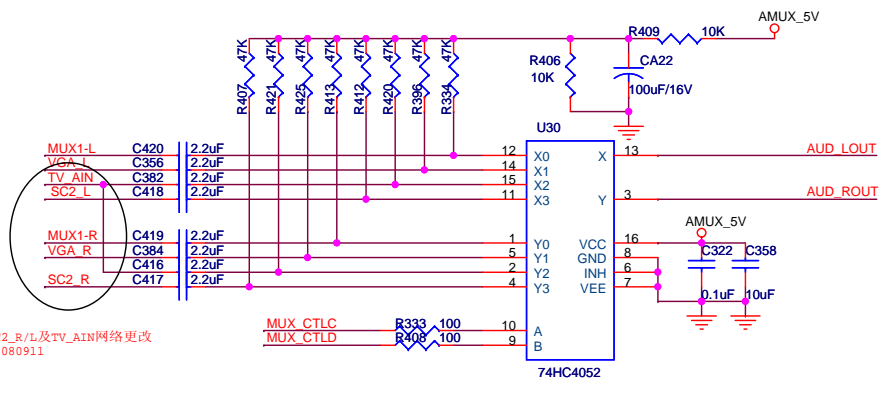 AMUX_5V
R409 10K
47K 47K 47K 47K 47K 47K 47K 47K
R407 R421 R425 R413 R412 R420 R396 R334
R406 CA22
10K
100uF/16V
U30
MUX1-L C420 2.2uF 12 X0 X 13 AUD_LOUT
VGA_L C356 2.2uF 14 X1
TV_AIN C382 2.2uF 15 X2
SC2_L C418 2.2uF 11 X3 Y 3 AUD_ROUT
AMUX_5V
MUX1-R C419 2.2uF 1 Y0 VCC 16
VGA_R C384 2.2uF 5 Y1 GND 8 C322 C358
C416 2.2uF 2 Y2 INH 6
SC2_R C417 2.2uF 4 Y3 VEE 7
0.1uF 10uF
MUX_CTLC R333 100 10 A
MUX_CTLD R408 100 9 B
2_R/L及TV_AIN网络更改
080911
74HC4052